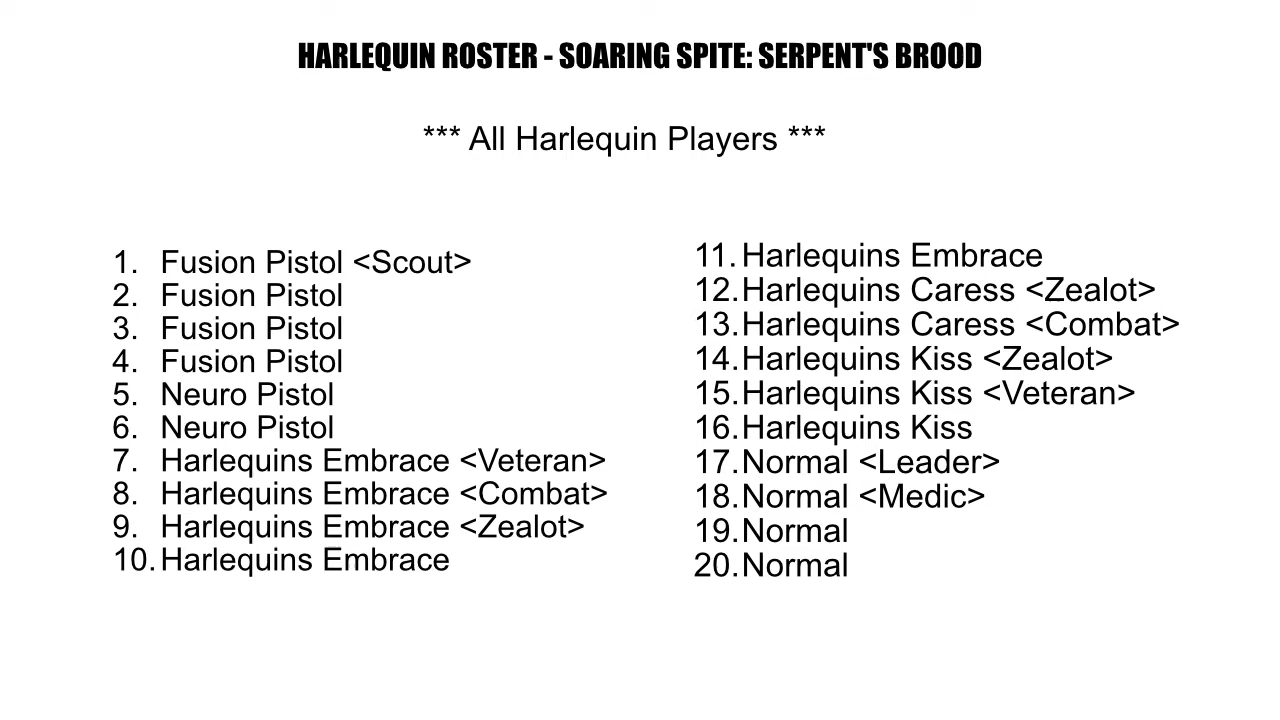 HARLEQUIN ROSTER - SOARING SPITE: SERPENT'S BROOD
*** All Harlequin Players ***
1. Fusion Pistol <Scout>
2. Fusion Pistol
3. Fusion Pistol
4. Fusion Pistol
5. Neuro Pistol
6. Neuro Pistol
7. Harlequins Embrace <Veteran>
8. Harlequins Embrace <Combat>
9. Harlequins Embrace <Zealot>
10. Harlequins Embrace
11. Harlequins Embrace
12. Harlequins Caress <Zealot>
13. Harlequins Caress <Combat>
14. Harlequins Kiss <Zealot>
15. Harlequins Kiss <Veteran>
16. Harlequins Kiss
17. Normal <Leader>
18. Normal <Medic>
19. Normal
20. Normal